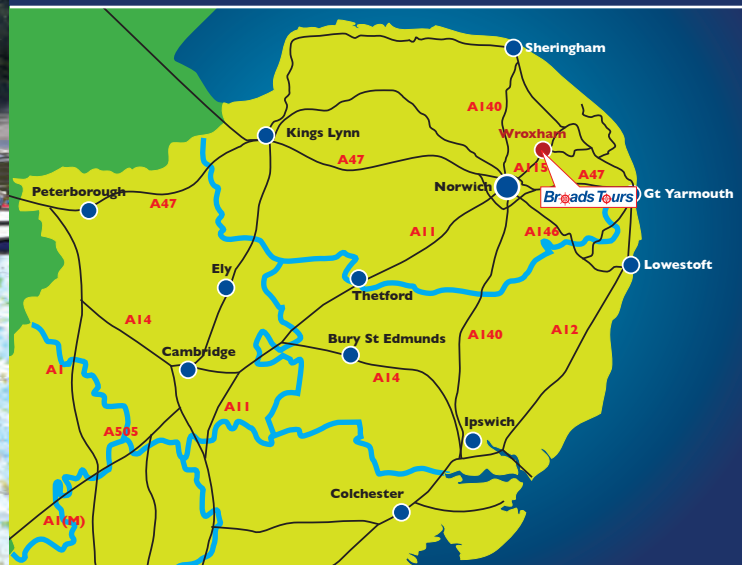 Sheringham
A140
Wroxham
Kings Lynn
A47
A115
A47
Norwich
Peterborough
A47
Broads Tours
Gt Yarmouth
A11
A146
Ely
Lowestoft
Thetford
A14
A12
Bury St Edmunds
A140
Cambridge
A1
A14
A11
A505
Ipswich
Colchester
A1(M)